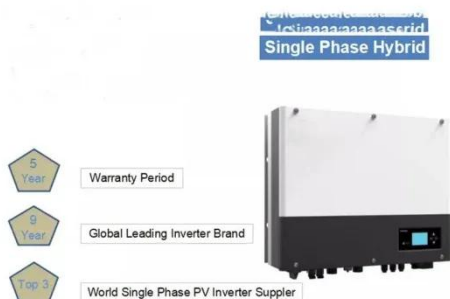 Single Phase Hybrid
5
Year
Warranty Period
9
Year
Global Leading Inverter Brand
Top 3
World Single Phase PV Inverter Suppler